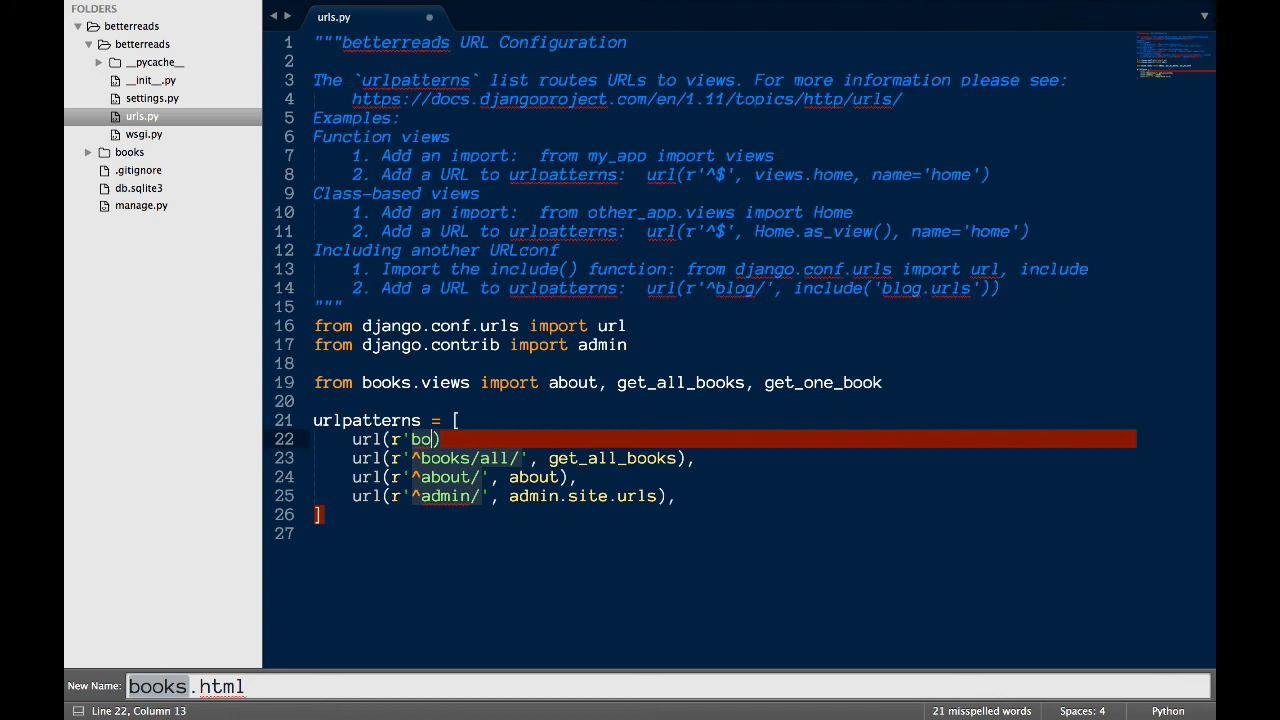 FOLDERS
betterreads
betterreads
__pycache__
__init__.py
settings.py
urls.py
wsgi.py
books
.gitignore
db.sqlite3
manage.py
urls.py
1 """betterreads URL Configuration
2
3 The `urlpatterns` list routes URLs to views. For more information please see:
4     https://docs.djangoproject.com/en/1.11/topics/http/urls/
5 Examples:
6 Function views
7     1. Add an import:  from my_app import views
8     2. Add a URL to urlpatterns:  url(r'^$', views.home, name='home')
9 Class-based views
10     1. Add an import:  from other_app.views import Home
11     2. Add a URL to urlpatterns:  url(r'^$', Home.as_view(), name='home')
12 Including another URLconf
13     1. Import the include() function: from django.conf.urls import url, include
14     2. Add a URL to urlpatterns:  url(r'^blog/', include('blog.urls'))
15 """
16 from django.conf.urls import url
17 from django.contrib import admin
18
19 from books.views import about, get_all_books, get_one_book
20
21 urlpatterns = [
22     url(r'bo)
23     url(r'^books/all/', get_all_books),
24     url(r'^about/', about),
25     url(r'^admin/', admin.site.urls),
26 ]
27
New Name: books.html
Line 22, Column 13 21 misspelled words Spaces: 4 Python